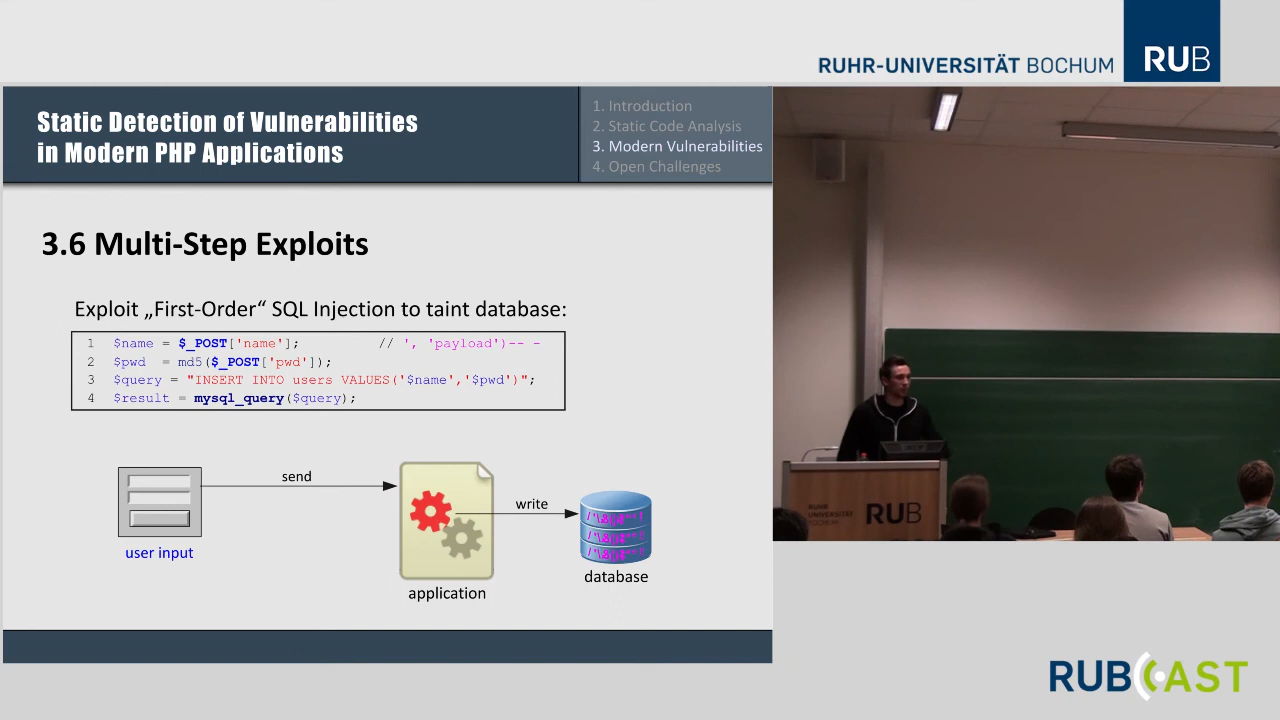 RUHR-UNIVERSITÄT BOCHUM
RUB
Static Detection of Vulnerabilities
in Modern PHP Applications
1. Introduction
2. Static Code Analysis
3. Modern Vulnerabilities
4. Open Challenges
3.6 Multi-Step Exploits
Exploit „First-Order“ SQL Injection to taint database:
1 $name = $_POST['name']; // ', 'payload')-- -
2 $pwd = md5($_POST['pwd']);
3 $query = "INSERT INTO users VALUES('$name','$pwd')";
4 $result = mysql_query($query);
send
write
user input
application
database
RUHR
UNIVERSITÄT
BOCHUM
RUB
RUBCAST